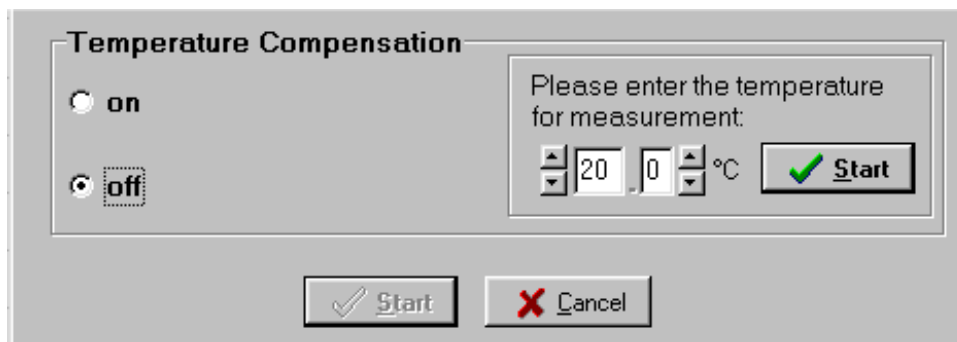 Temperature Compensation
on
off
Please enter the temperature
for measurement:
20 . 0 °C
Start
Start
Cancel